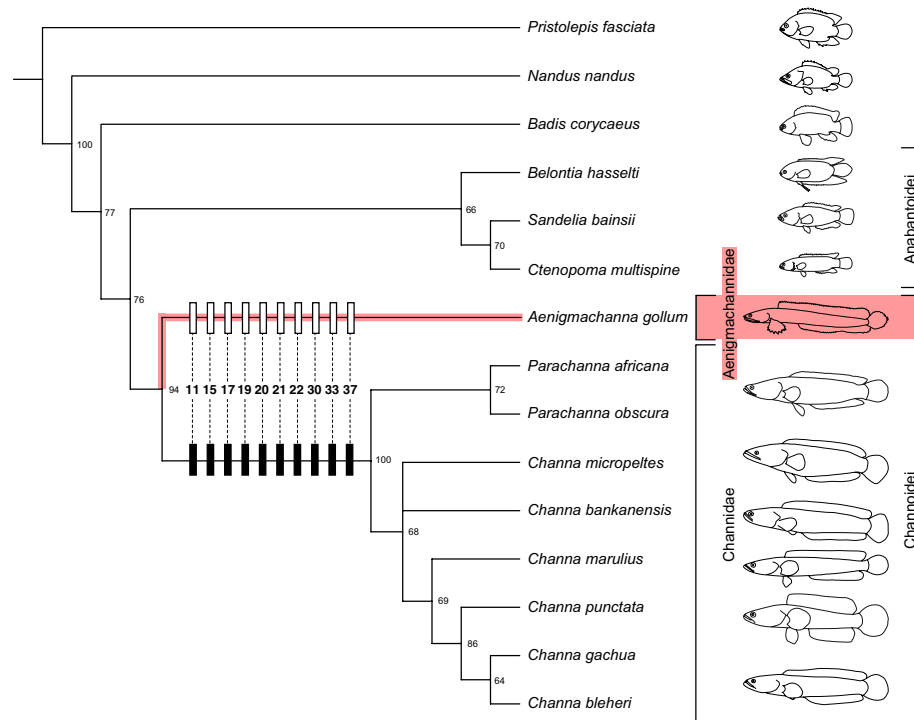 Pristolepis fasciata
Nandus nandus
100
Badis corycaeus
77
Belontia hasselti
66
Sandelia bainsii
70
Ctenopoma multispine
76
Anabantoidei
Aenigmachanna gollum
Aenigmachannidae
94
11 15 17 19 20 21 22 30 33 37
Parachanna africana
72
Parachanna obscura
100
Channa micropeltes
Channa bankanensis
68
Channa marulius
69
Channa punctata
86
Channa gachua
64
Channa bleheri
Channidae
Channoidei